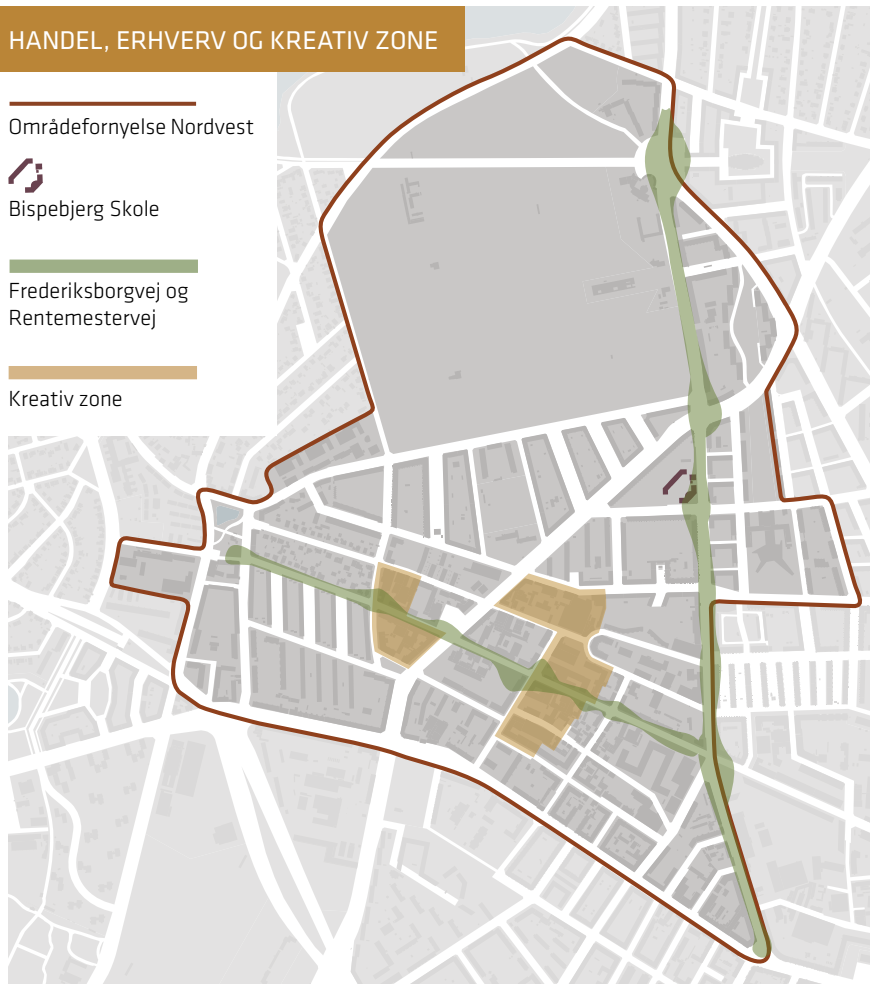 HANDEL, ERHVERV OG KREATIV ZONE
Områdefornyelse Nordvest
Bispebjerg Skole
Frederiksborgvej og
Rentemestervej
Kreativ zone